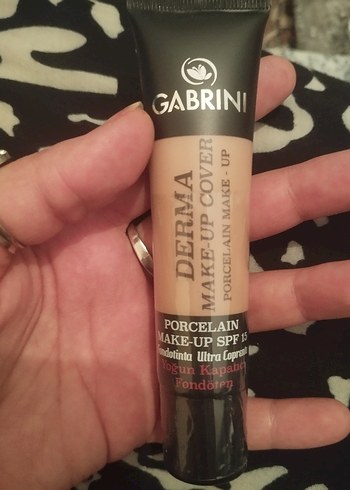 GABRINI
DERMA
MAKE-UP COVER
PORCELAIN MAKE - UP
PORCELAIN
MAKE-UP SPF 15
Fondotinta Ultra Coprente
Yoğun Kapatıcı
Fondöten